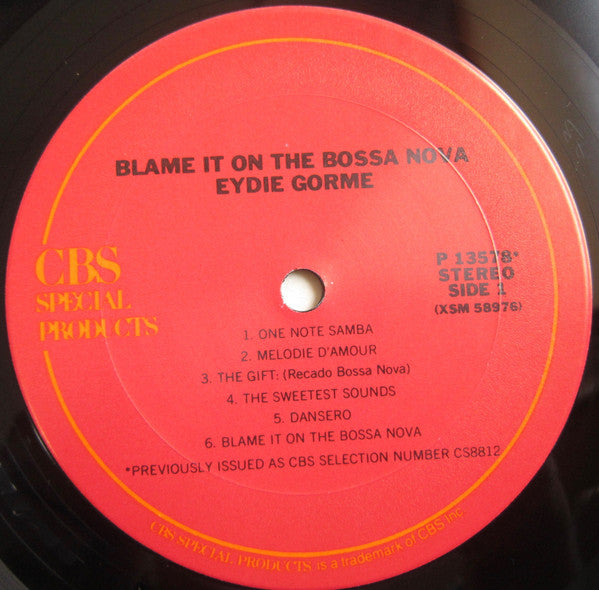 BLAME IT ON THE BOSSA NOVA
EYDIE GORME
CBS
SPECIAL
PRODUCTS
P 13578*
STEREO
SIDE 1
(XSM 58976)
1. ONE NOTE SAMBA
2. MELODIE D'AMOUR
3. THE GIFT: (Recado Bossa Nova)
4. THE SWEETEST SOUNDS
5. DANSERO
6. BLAME IT ON THE BOSSA NOVA
*PREVIOUSLY ISSUED AS CBS SELECTION NUMBER CS8812
CBS SPECIAL PRODUCTS is a trademark of CBS Inc.